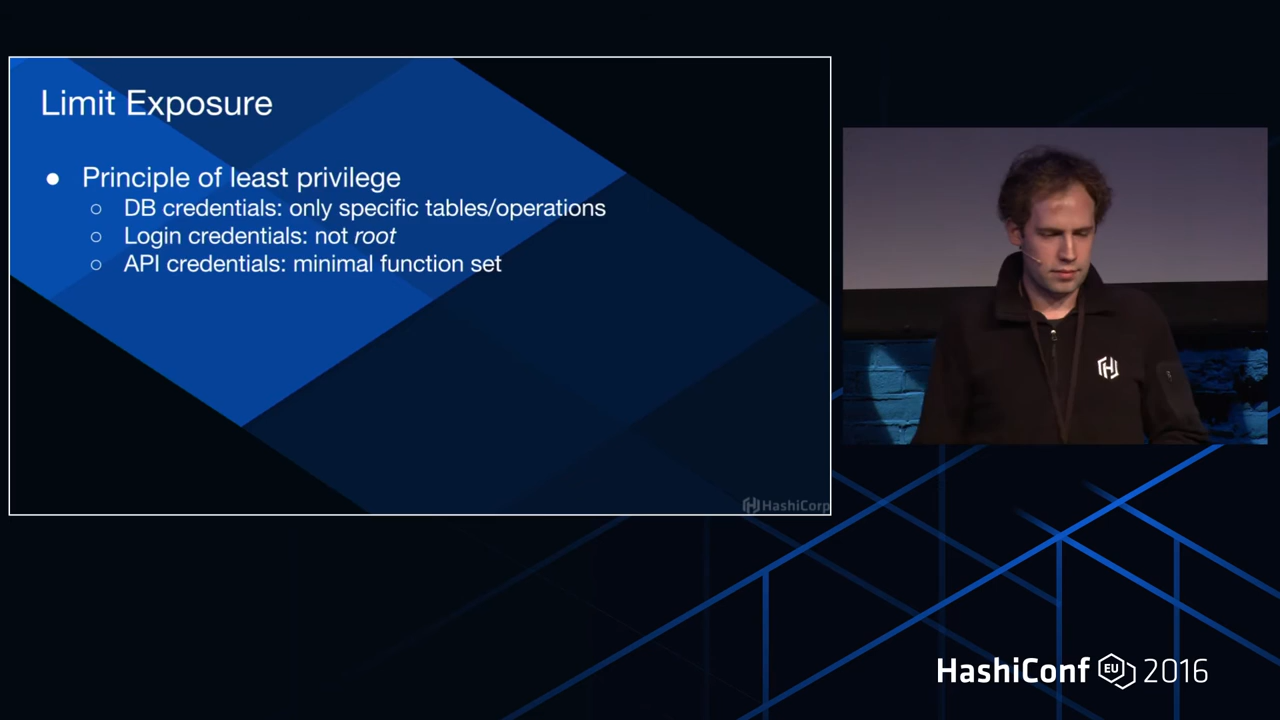 Limit Exposure
● Principle of least privilege
○ DB credentials: only specific tables/operations
○ Login credentials: not root
○ API credentials: minimal function set
HashiCorp
HashiConf EU 2016